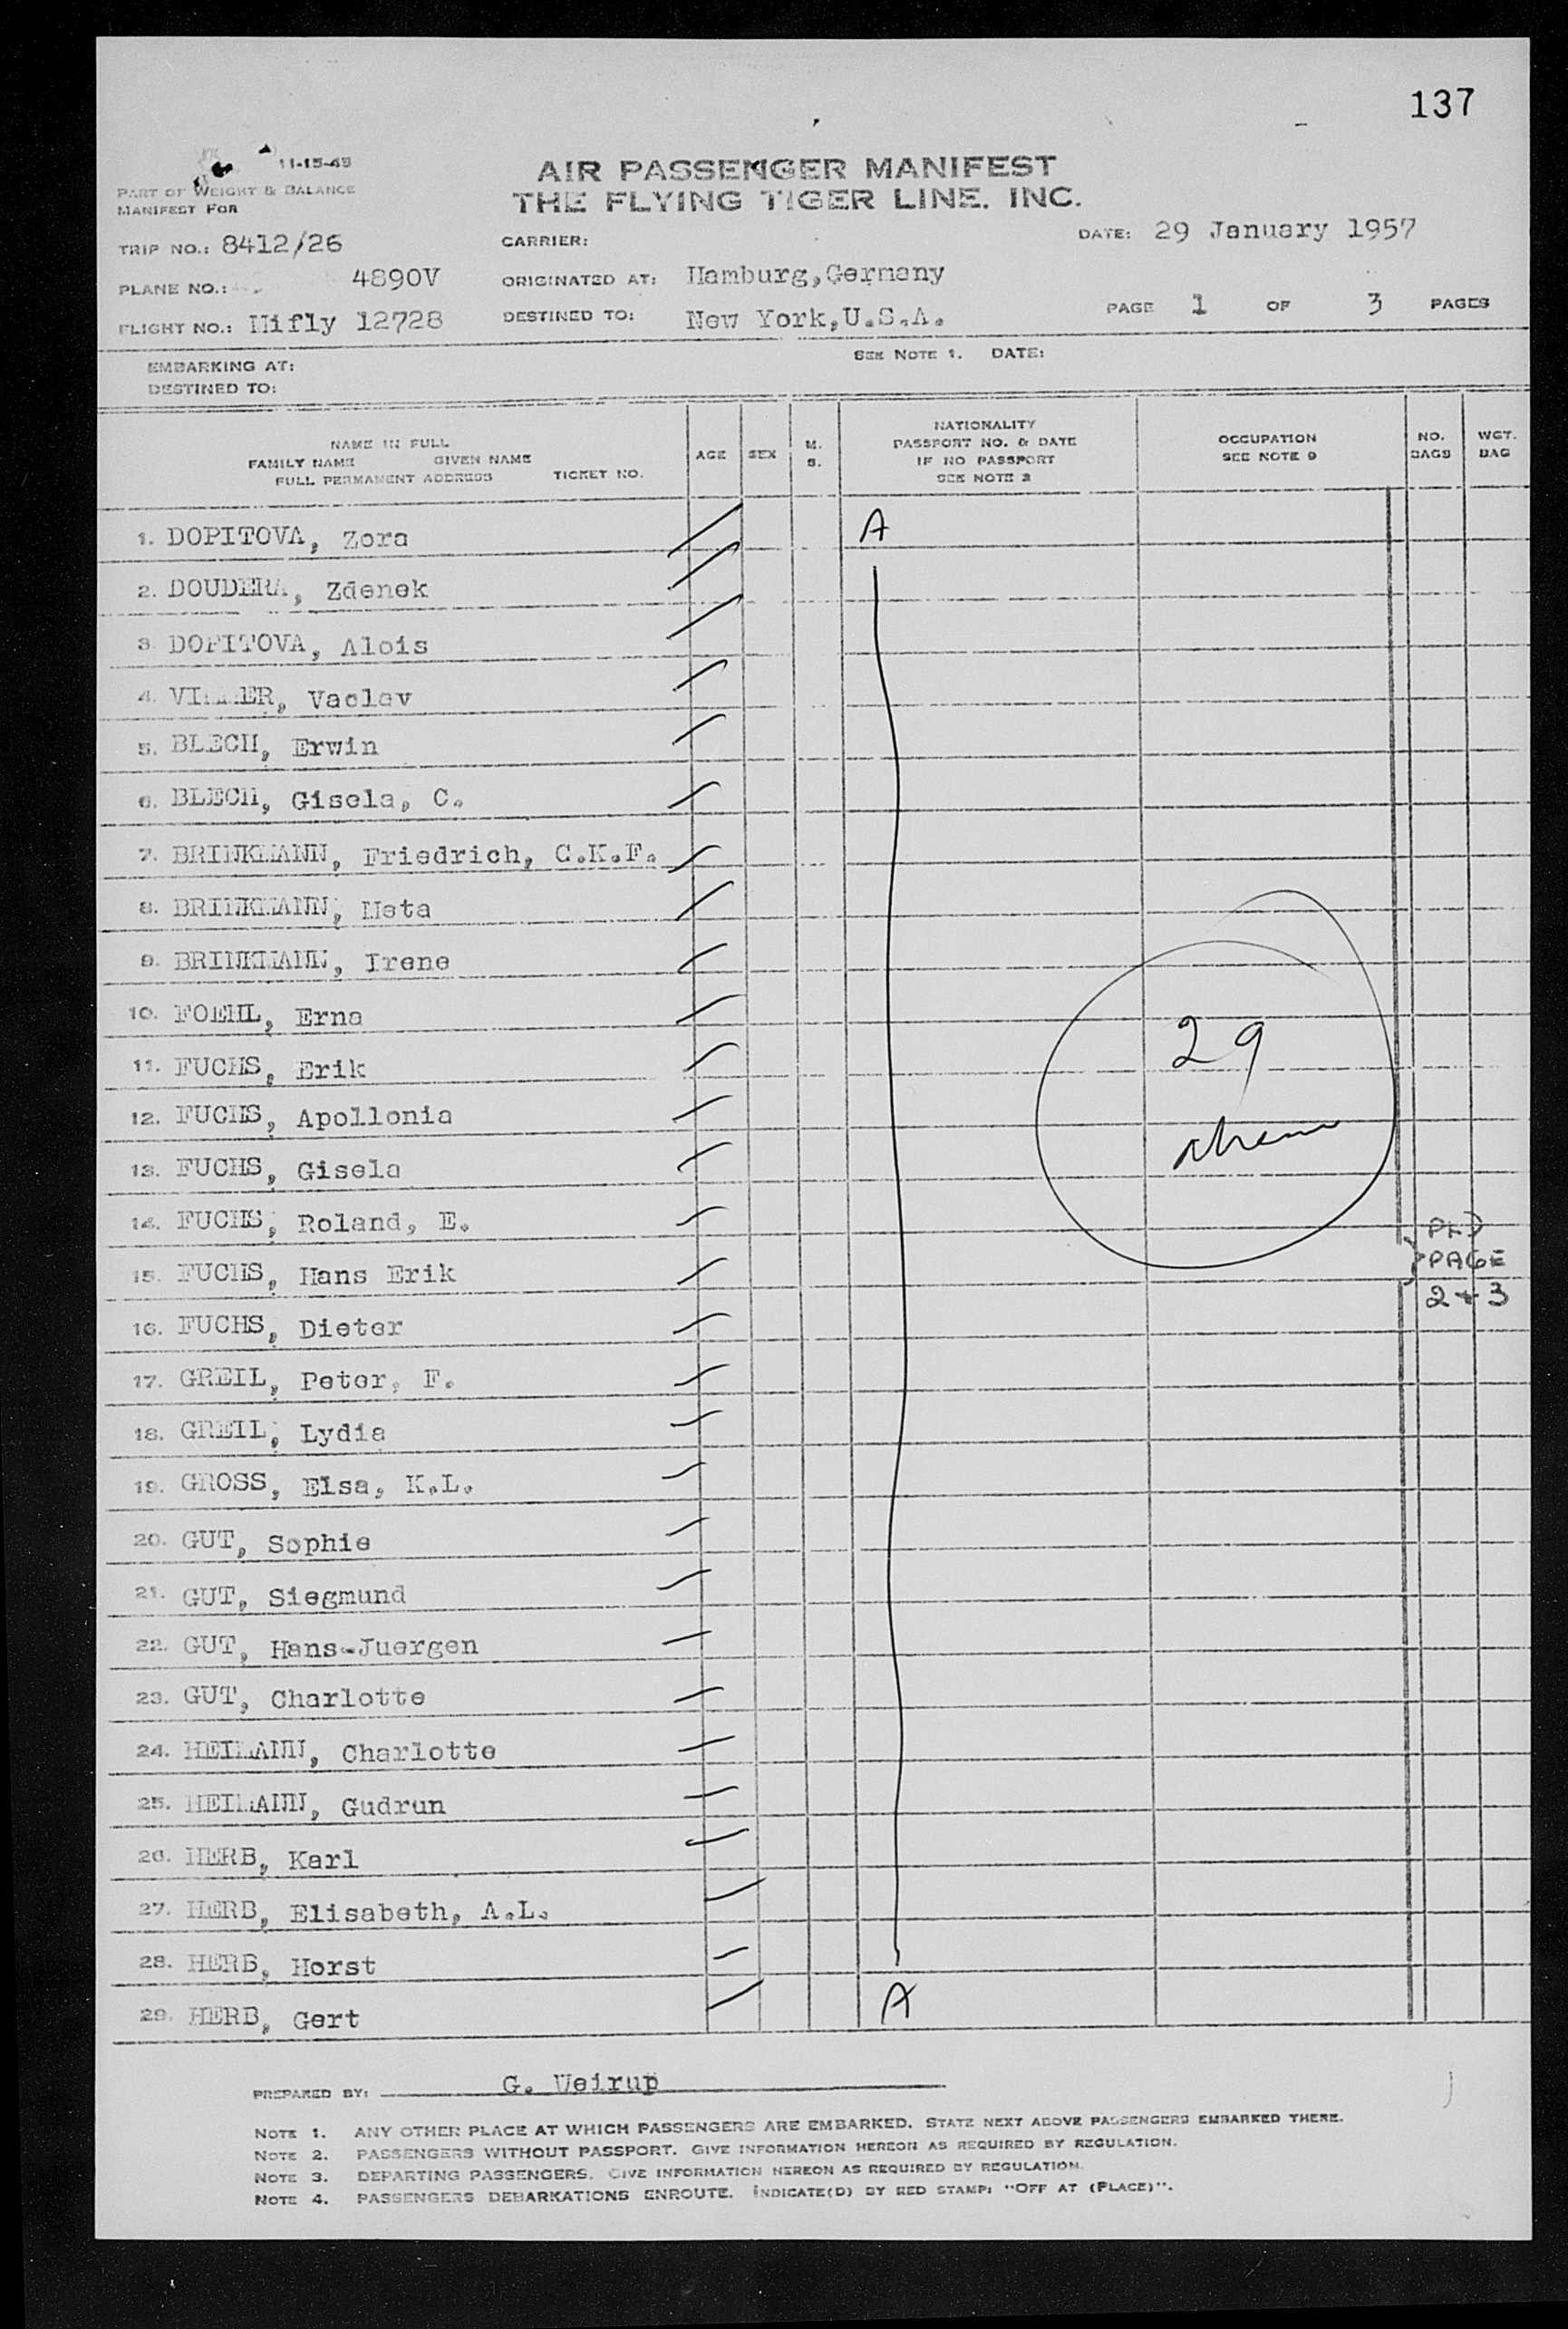 137
11-15-45
PART OF WEIGHT & BALANCE
MANIFEST FOR
AIR PASSENGER MANIFEST
THE FLYING TIGER LINE. INC.
TRIP NO.: 8412/26
CARRIER:
DATE: 29 January 1957
PLANE NO.: 4890V
ORIGINATED AT: Hamburg,Germany
FLIGHT NO.: Mifly 12728
DESTINED TO: New York,U.S.A.
PAGE 1 OF 3 PAGES
EMBARKING AT:
SEE NOTE 1. DATE:
DESTINED TO:
NAME IN FULL
FAMILY NAME GIVEN NAME
FULL PERMANENT ADDRESS TICKET NO.
AGE
SEX
M.
S.
NATIONALITY
PASSPORT NO. & DATE
IF NO PASSPORT
SEE NOTE 2
OCCUPATION
SEE NOTE 9
NO.
BAGS
WGT.
BAG
1. DOPITOVA, Zora A
2. DOUDERA, Zdenek
3. DOPITOVA, Alois
4. Vaclav
5. BLECH, Erwin
6. BLECH, Gisela, C.
7. BRINKMANN, Friedrich, C.K.F.
8. BRINKMANN, Meta
9. BRINKMANN, Irene
10. FOEHL, Erna
29
11. FUCHS, Erik
12. FUCHS, Apollonia
13. FUCHS, Gisela
14. FUCHS, Roland, E.
15. FUCHS, Hans Erik
PAGE
2 + 3
16. FUCHS, Dieter
17. GREIL, Peter, F.
18. GREIL, Lydia
19. GROSS, Elsa, K.L.
20. GUT, Sophie
21. GUT, Siegmund
22. GUT, Hans-Juergen
23. GUT, Charlotte
24. HEIMANN, Charlotte
25. HEIMANN, Gudrun
26. HERB, Karl
27. HERB, Elisabeth, A.L.
28. HERB, Horst
29. HERB, Gert A
PREPARED BY: G. Weirup
NOTE 1. ANY OTHER PLACE AT WHICH PASSENGERS ARE EMBARKED. STATE NEXT ABOVE PASSENGERS EMBARKED THERE.
NOTE 2. PASSENGERS WITHOUT PASSPORT. GIVE INFORMATION HEREON AS REQUIRED BY REGULATION.
NOTE 3. DEPARTING PASSENGERS. GIVE INFORMATION HEREON AS REQUIRED BY REGULATION.
NOTE 4. PASSENGERS DEBARKATIONS ENROUTE. INDICATE(D) BY RED STAMP: "OFF AT (PLACE)".